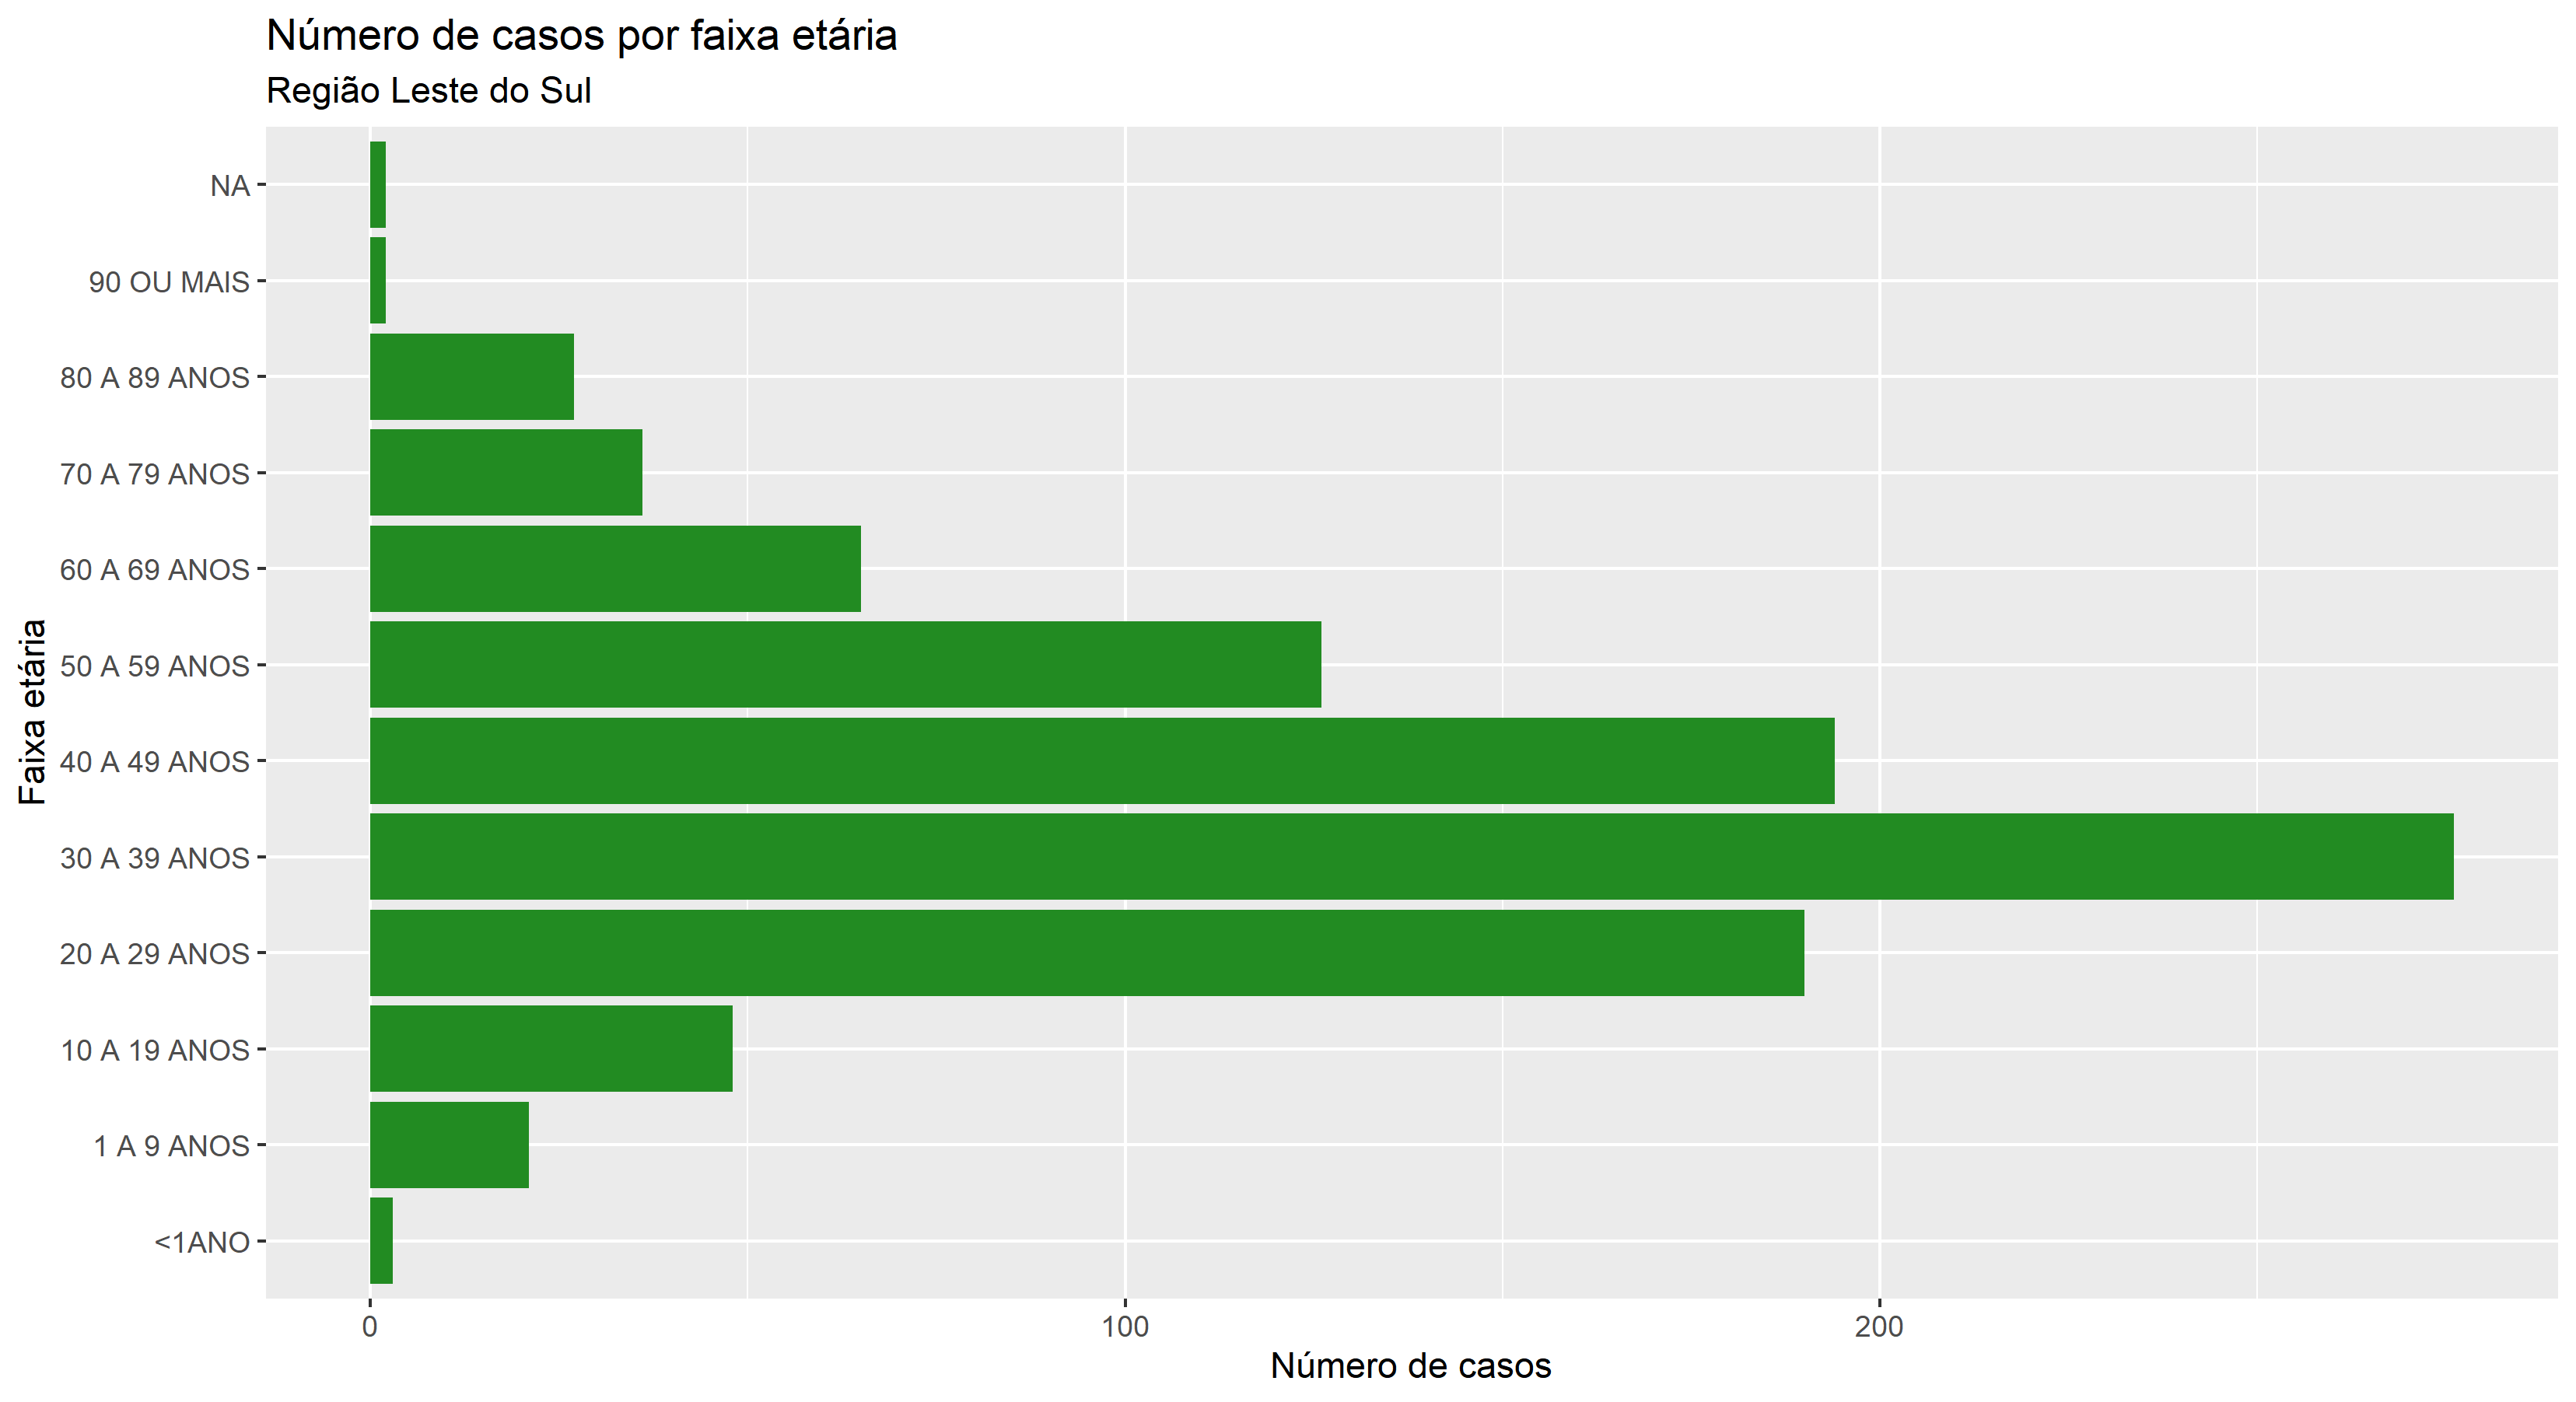 Número de casos por faixa etária
Região Leste do Sul
Faixa etária
NA
90 OU MAIS
80 A 89 ANOS
70 A 79 ANOS
60 A 69 ANOS
50 A 59 ANOS
40 A 49 ANOS
30 A 39 ANOS
20 A 29 ANOS
10 A 19 ANOS
1 A 9 ANOS
<1ANO
0 100 200
Número de casos